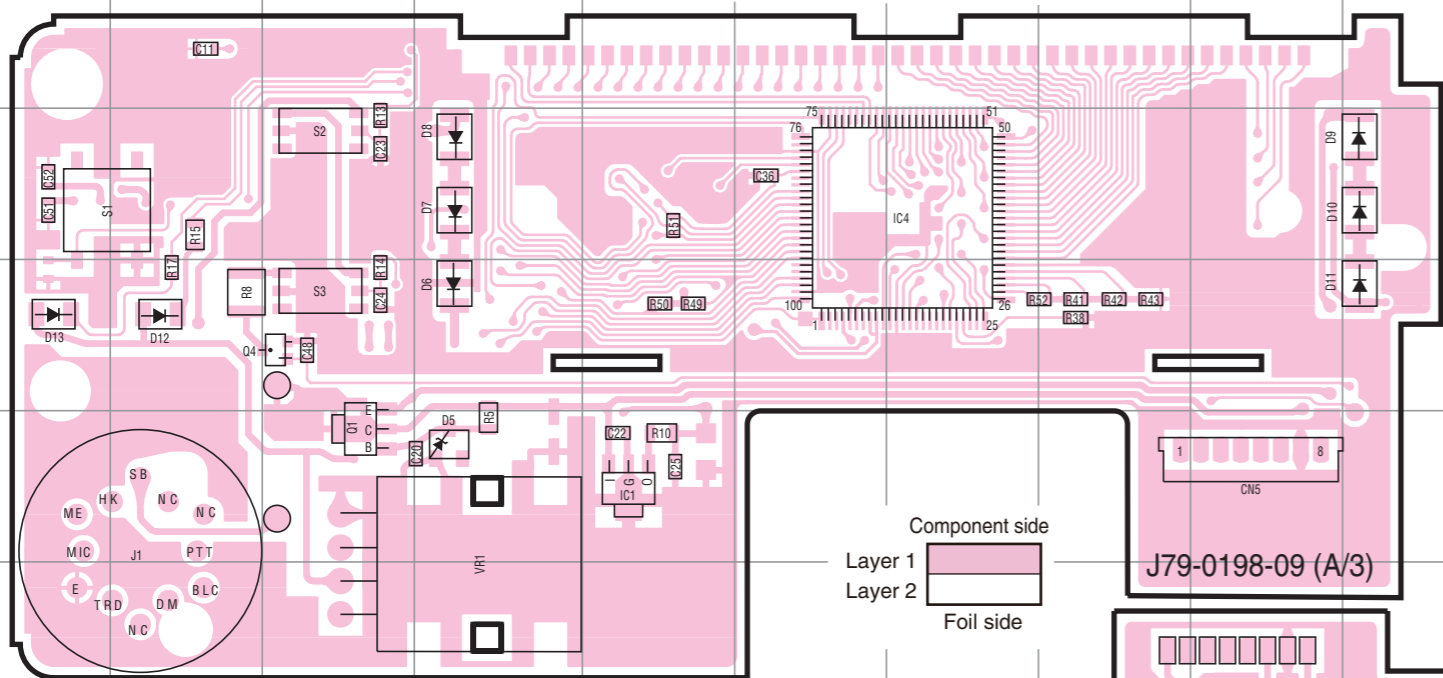 C11
75
51
76
50
S2
R13
C23
D8
D9
C52
C51
S1
C36
IC4
D7
D10
R51
R15
R17
R14
R8
S3
C24
D6
D11
R50
R49
100
26
1
25
R52
R41
R42
R43
R38
D13
D12
Q4
C48
E
C
B
Q1
C20
D5
R5
C22
R10
C25
I
G
O
IC1
1
8
CN5
SB
HK
NC
NC
ME
MIC
J1
PTT
E
TRD
DM
BLC
NC
VR1
Component side
Layer 1
Layer 2
Foil side
J79-0198-09 (A/3)